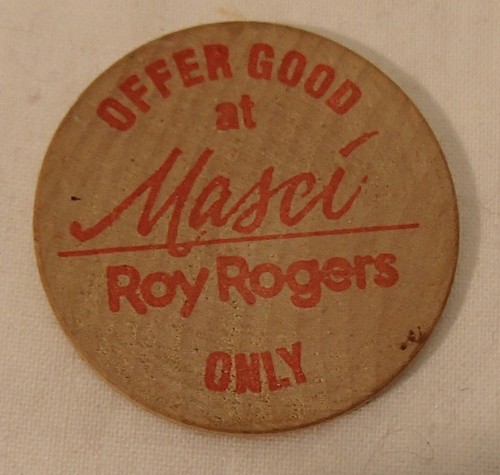 OFFER GOOD
at
Masci
Roy Rogers
ONLY